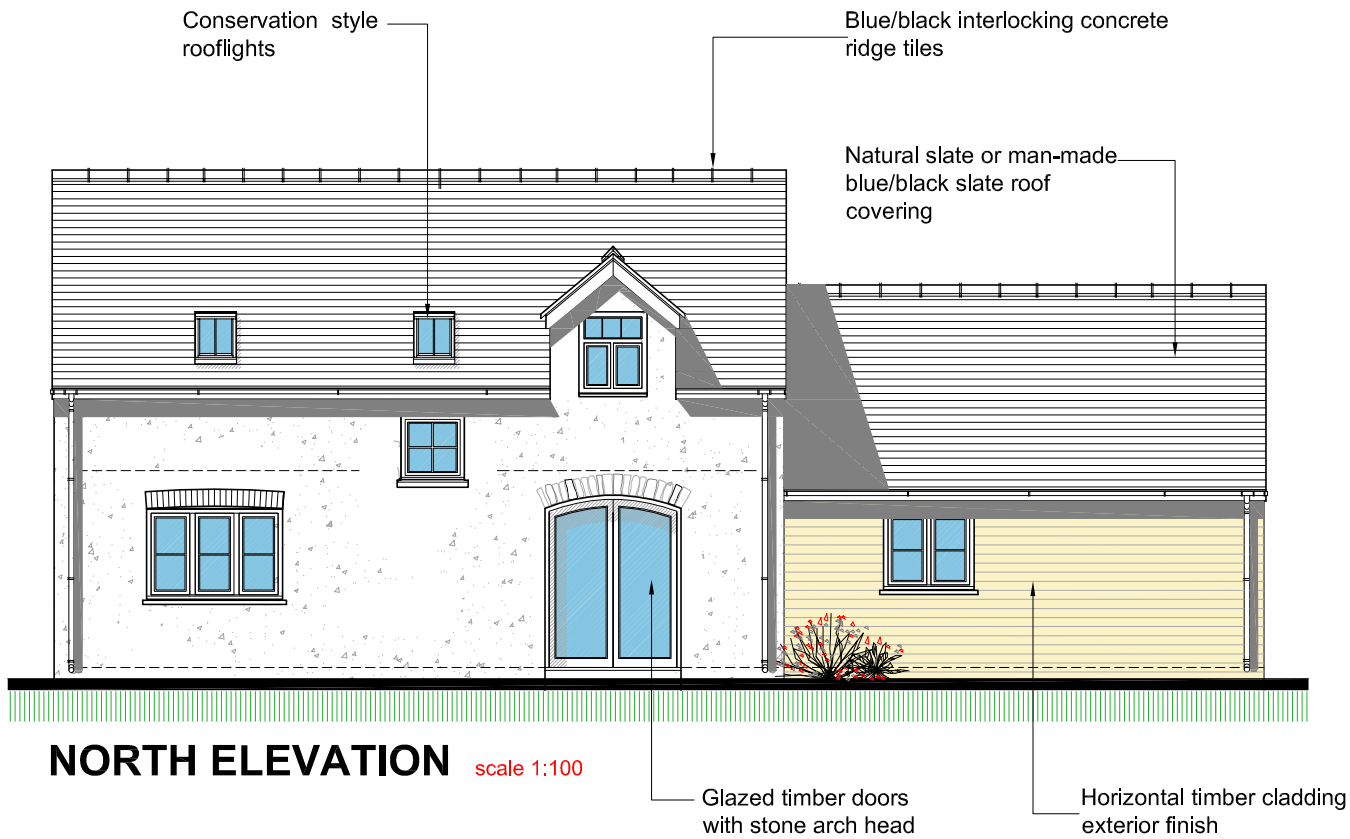 Conservation style
rooflights
Blue/black interlocking concrete
ridge tiles
Natural slate or man-made
blue/black slate roof
covering
NORTH ELEVATION scale 1:100
Glazed timber doors
with stone arch head
Horizontal timber cladding
exterior finish